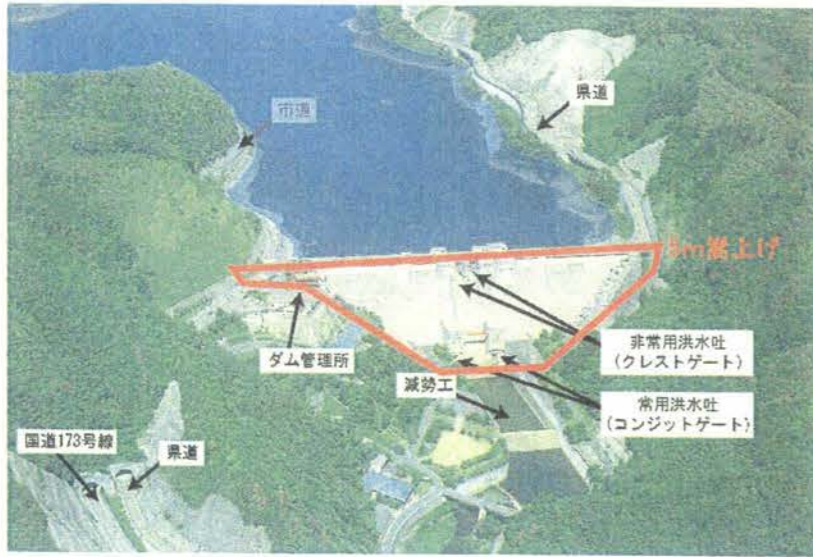 県道
市道
5m嵩上げ
ダム管理所
非常用洪水吐
(クレストゲート)
減勢工
常用洪水吐
(コンジットゲート)
国道173号線
県道